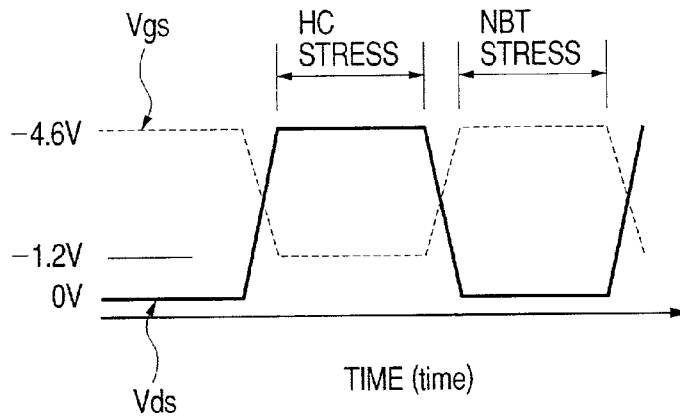 Vgs
HC
STRESS
NBT
STRESS
−4.6V
−1.2V
0V
Vds
TIME (time)